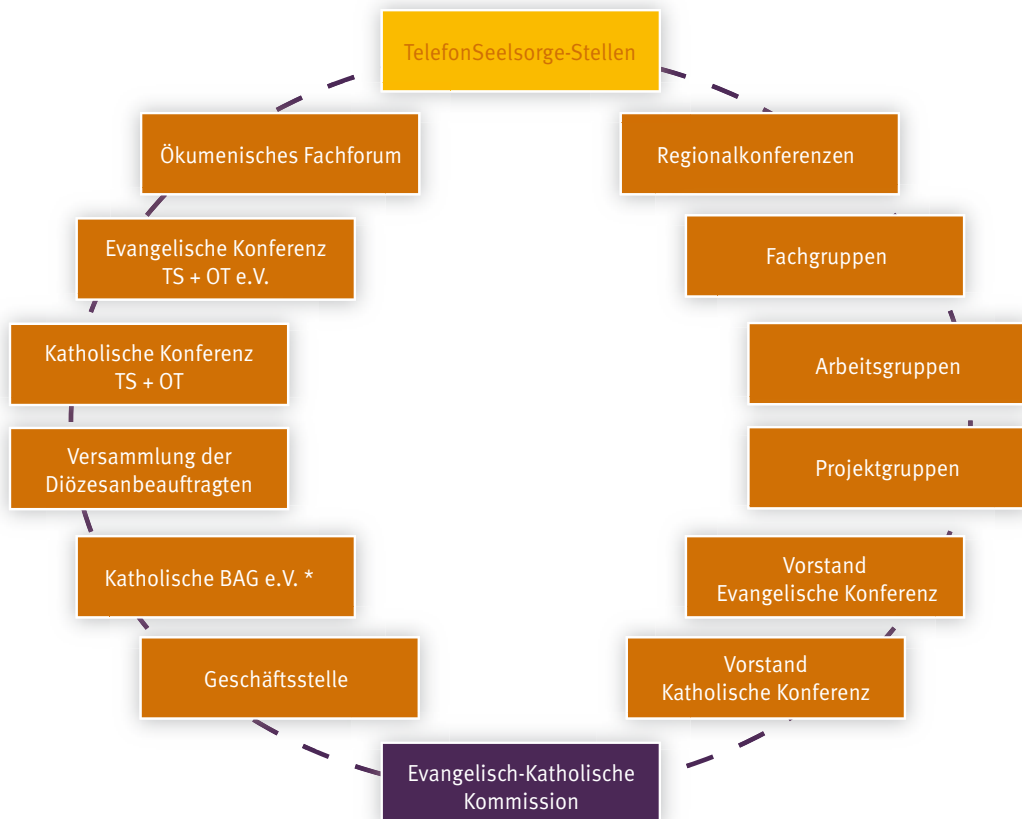 TelefonSeelsorge-Stellen
Ökumenisches Fachforum
Regionalkonferenzen
Evangelische Konferenz
TS + OT e.V.
Fachgruppen
Katholische Konferenz
TS + OT
Arbeitsgruppen
Versammlung der
Diözesanbeauftragten
Projektgruppen
Katholische BAG e.V. *
Vorstand
Evangelische Konferenz
Geschäftsstelle
Vorstand
Katholische Konferenz
Evangelisch-Katholische
Kommission